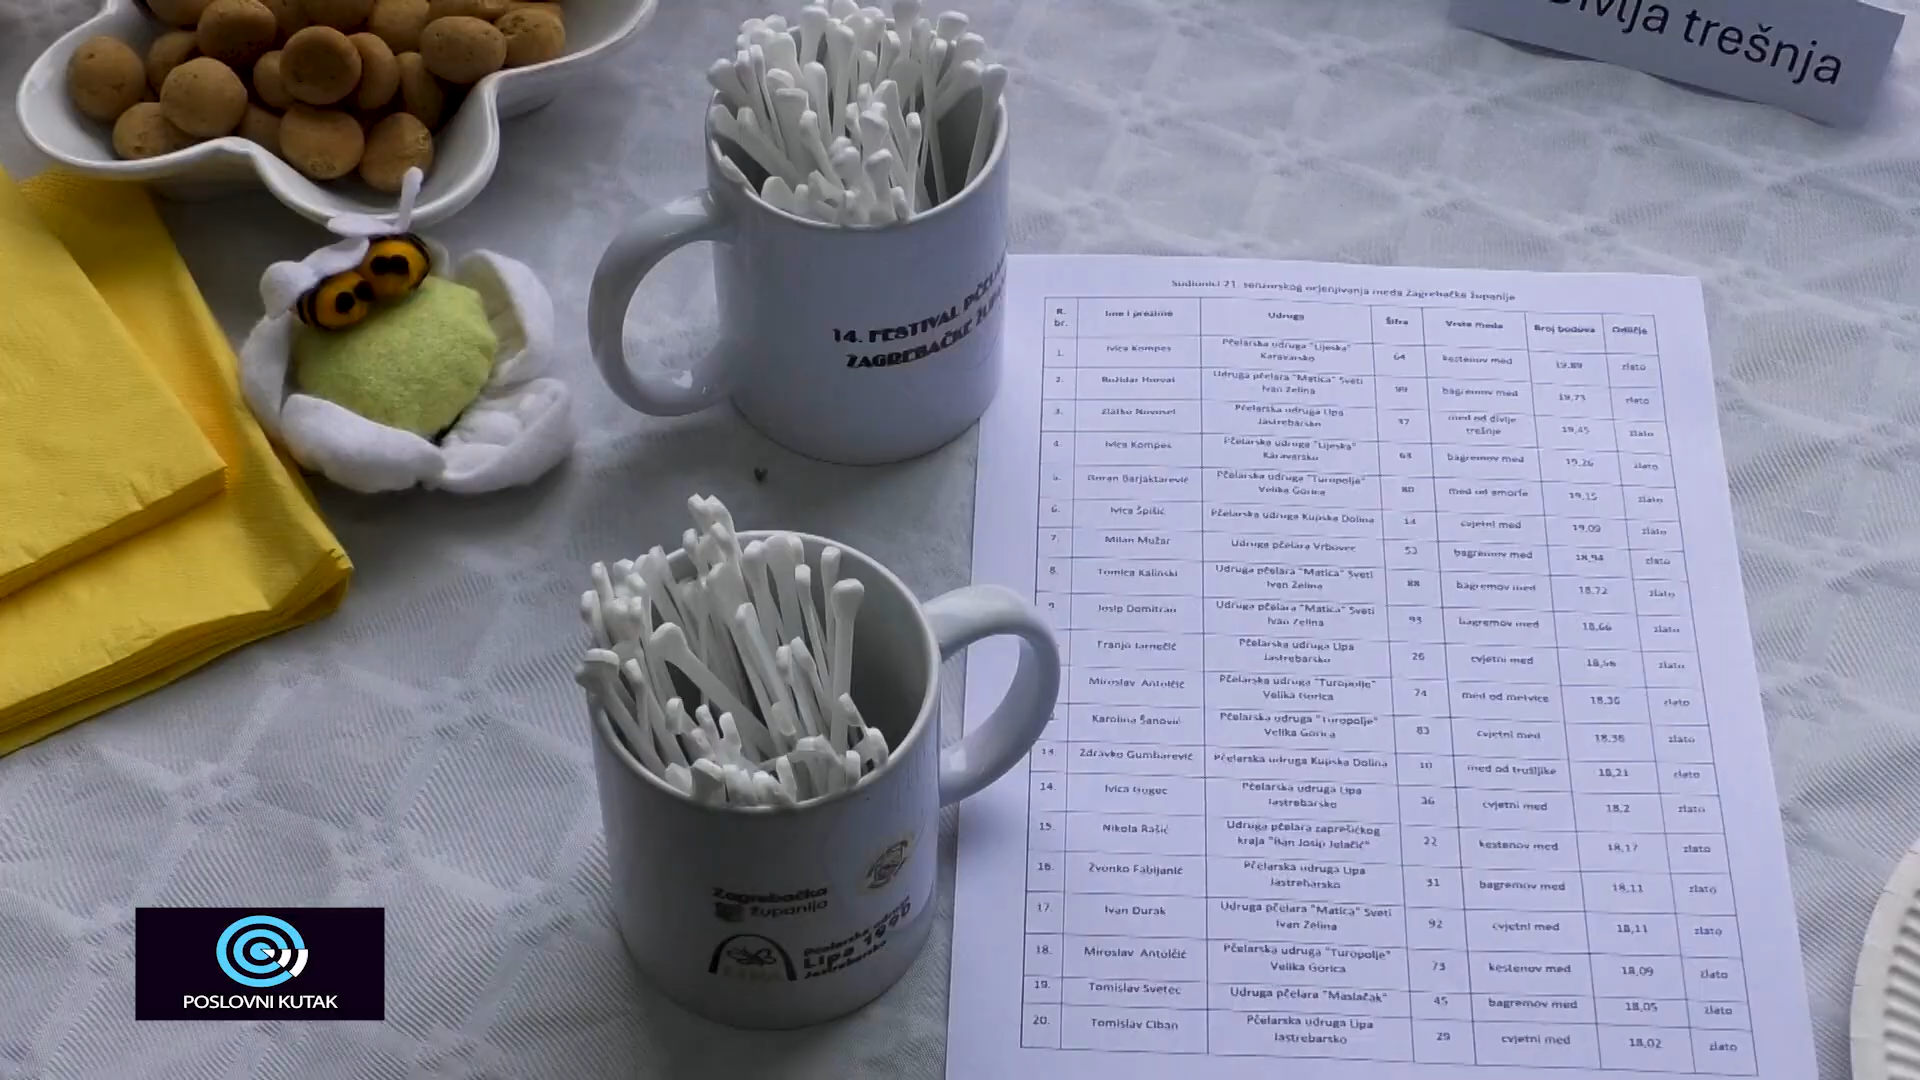 Divlja trešnja
14. FESTIVAL
ZAGREBAČKE
Zagrebačka
županija
Pčelarska udruga
Lipa 1990
Jastrebarsko
POSLOVNI KUTAK
Sudionici 21. senzorskog ocjenjivanja meda Zagrebačke županije
R. br. Ime i prezime Udruga Šifra Vrsta meda Broj bodova Odličje
1. Ivica Kompes Pčelarska udruga "Lijeska" Karavarsko 64 kestenov med 19,89 zlato
2. Božidar Horvat Udruga pčelara "Matica" Sveti Ivan Zelina 99 bagremov med 19,73 zlato
3. Zlatko Novosel Pčelarska udruga Lipa Jastrebarsko 37 med od divlje trešnje 19,45 zlato
4. Ivica Kompes Pčelarska udruga "Lijeska" Karavarsko 63 bagremov med 19,26 zlato
5. Goran Barjaktarević Pčelarska udruga "Turopolje" Velika Gorica 80 med od amorfe 19,15 zlato
6. Ivica Špišić Pčelarska udruga Kupska Dolina 14 cvjetni med 19,09 zlato
7. Milan Mužar Udruga pčelara Vrbovec 53 bagremov med 18,94 zlato
8. Tomica Kalinski Udruga pčelara "Matica" Sveti Ivan Zelina 88 bagremov med 18,72 zlato
9. Josip Domitran Udruga pčelara "Matica" Sveti Ivan Zelina 93 bagremov med 18,66 zlato
Franjo Jarnečić Pčelarska udruga Lipa Jastrebarsko 26 cvjetni med zlato
Miroslav Antolčić Pčelarska udruga "Turopolje" Velika Gorica 74 med od metvice 18,36 zlato
2. Karolina Šanović Pčelarska udruga "Turopolje" Velika Gorica 83 cvjetni med 18,36 zlato
13. Zdravko Gumbarević Pčelarska udruga Kupska Dolina 10 med od trušljike 18,21 zlato
14. Ivica Gugec Pčelarska udruga Lipa Jastrebarsko 36 cvjetni med 18,2 zlato
15. Nikola Rašić Udruga pčelara zaprešićkog kraja "Ban Josip Jelačić" 22 kestenov med 18,17 zlato
16. Zvonko Fabijanić Pčelarska udruga Lipa Jastrebarsko 31 bagremov med 18,11 zlato
17. Ivan Durak Udruga pčelara "Matica" Sveti Ivan Zelina 92 cvjetni med 18,11 zlato
18. Miroslav Antolčić Pčelarska udruga "Turopolje" Velika Gorica 73 kestenov med 18,09 zlato
19. Tomislav Svetec Udruga pčelara "Maslačak" 45 bagremov med 18,05 zlato
20. Tomislav Ciban Pčelarska udruga Lipa Jastrebarsko 29 cvjetni med 18,02 zlato